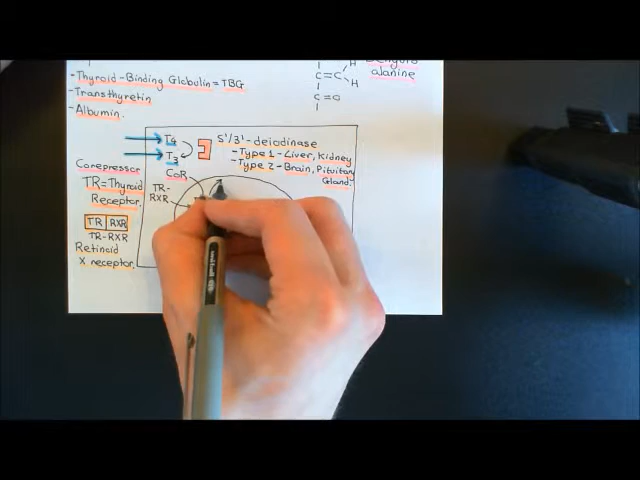 -Thyroid-Binding Globulin = TBG
-Transthyretin
-Albumin.
alanine
C=C
H
H
C=O
T4
T3
5'/3'-deiodinase
-Type 1 - Liver, Kidney
-Type 2 - Brain, Pituitary
Gland.
Corepressor
CoR
TR=Thyroid
Receptor.
TR-
RXR
TR RXR
TR-RXR
Retinoid
X receptor.